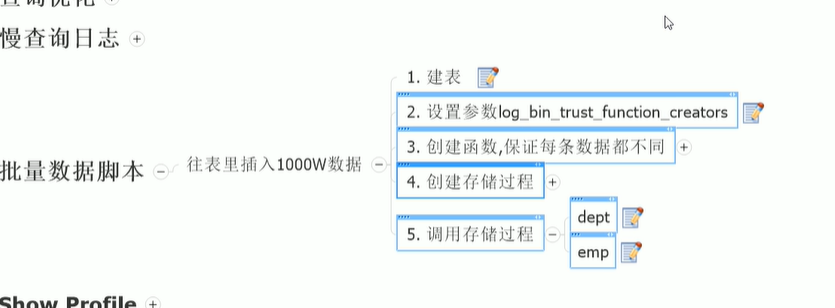 慢查询日志
批量数据脚本
往表里插入1000W数据
1. 建表
2. 设置参数log_bin_trust_function_creators
3. 创建函数,保证每条数据都不同
4. 创建存储过程
5. 调用存储过程
dept
emp
Show Profile